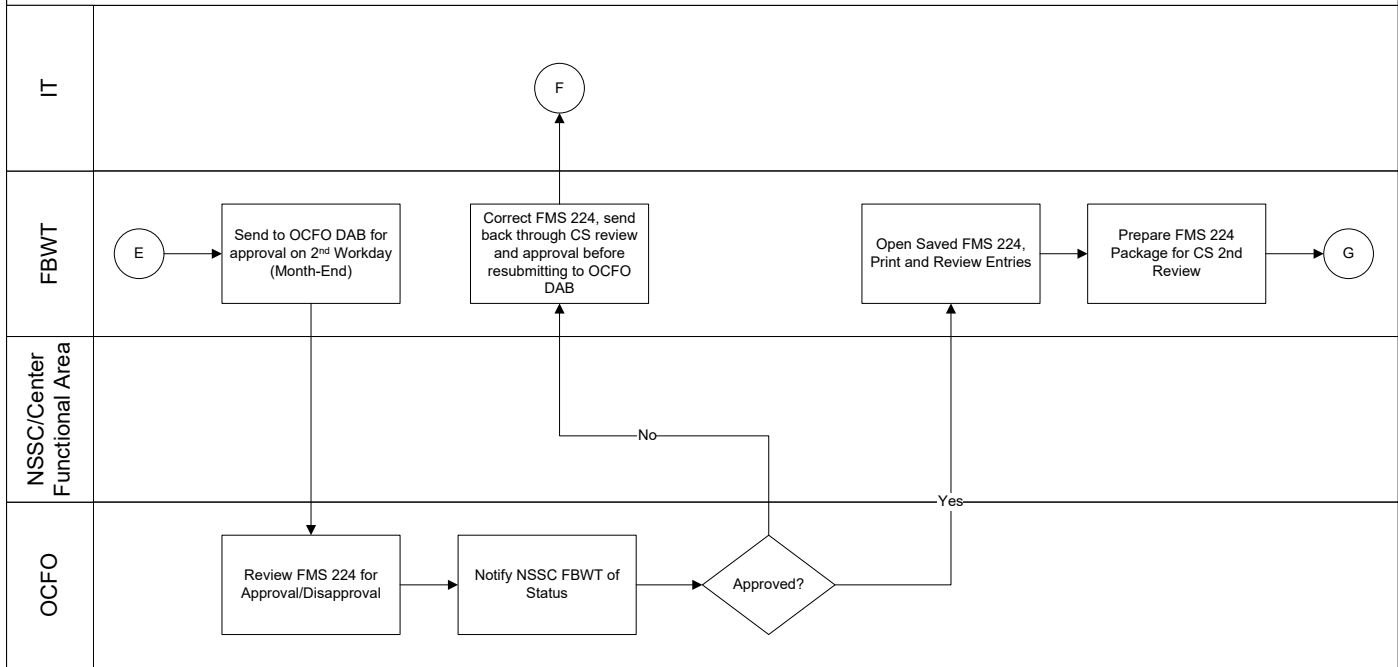 IT
F
FBWT
E
Send to OCFO DAB for
approval on 2nd Workday
(Month-End)
Correct FMS 224, send
back through CS review
and approval before
resubmitting to OCFO
DAB
Open Saved FMS 224,
Print and Review Entries
Prepare FMS 224
Package for CS 2nd
Review
G
NSSC/Center
Functional Area
No
Yes
OCFO
Review FMS 224 for
Approval/Disapproval
Notify NSSC FBWT of
Status
Approved?